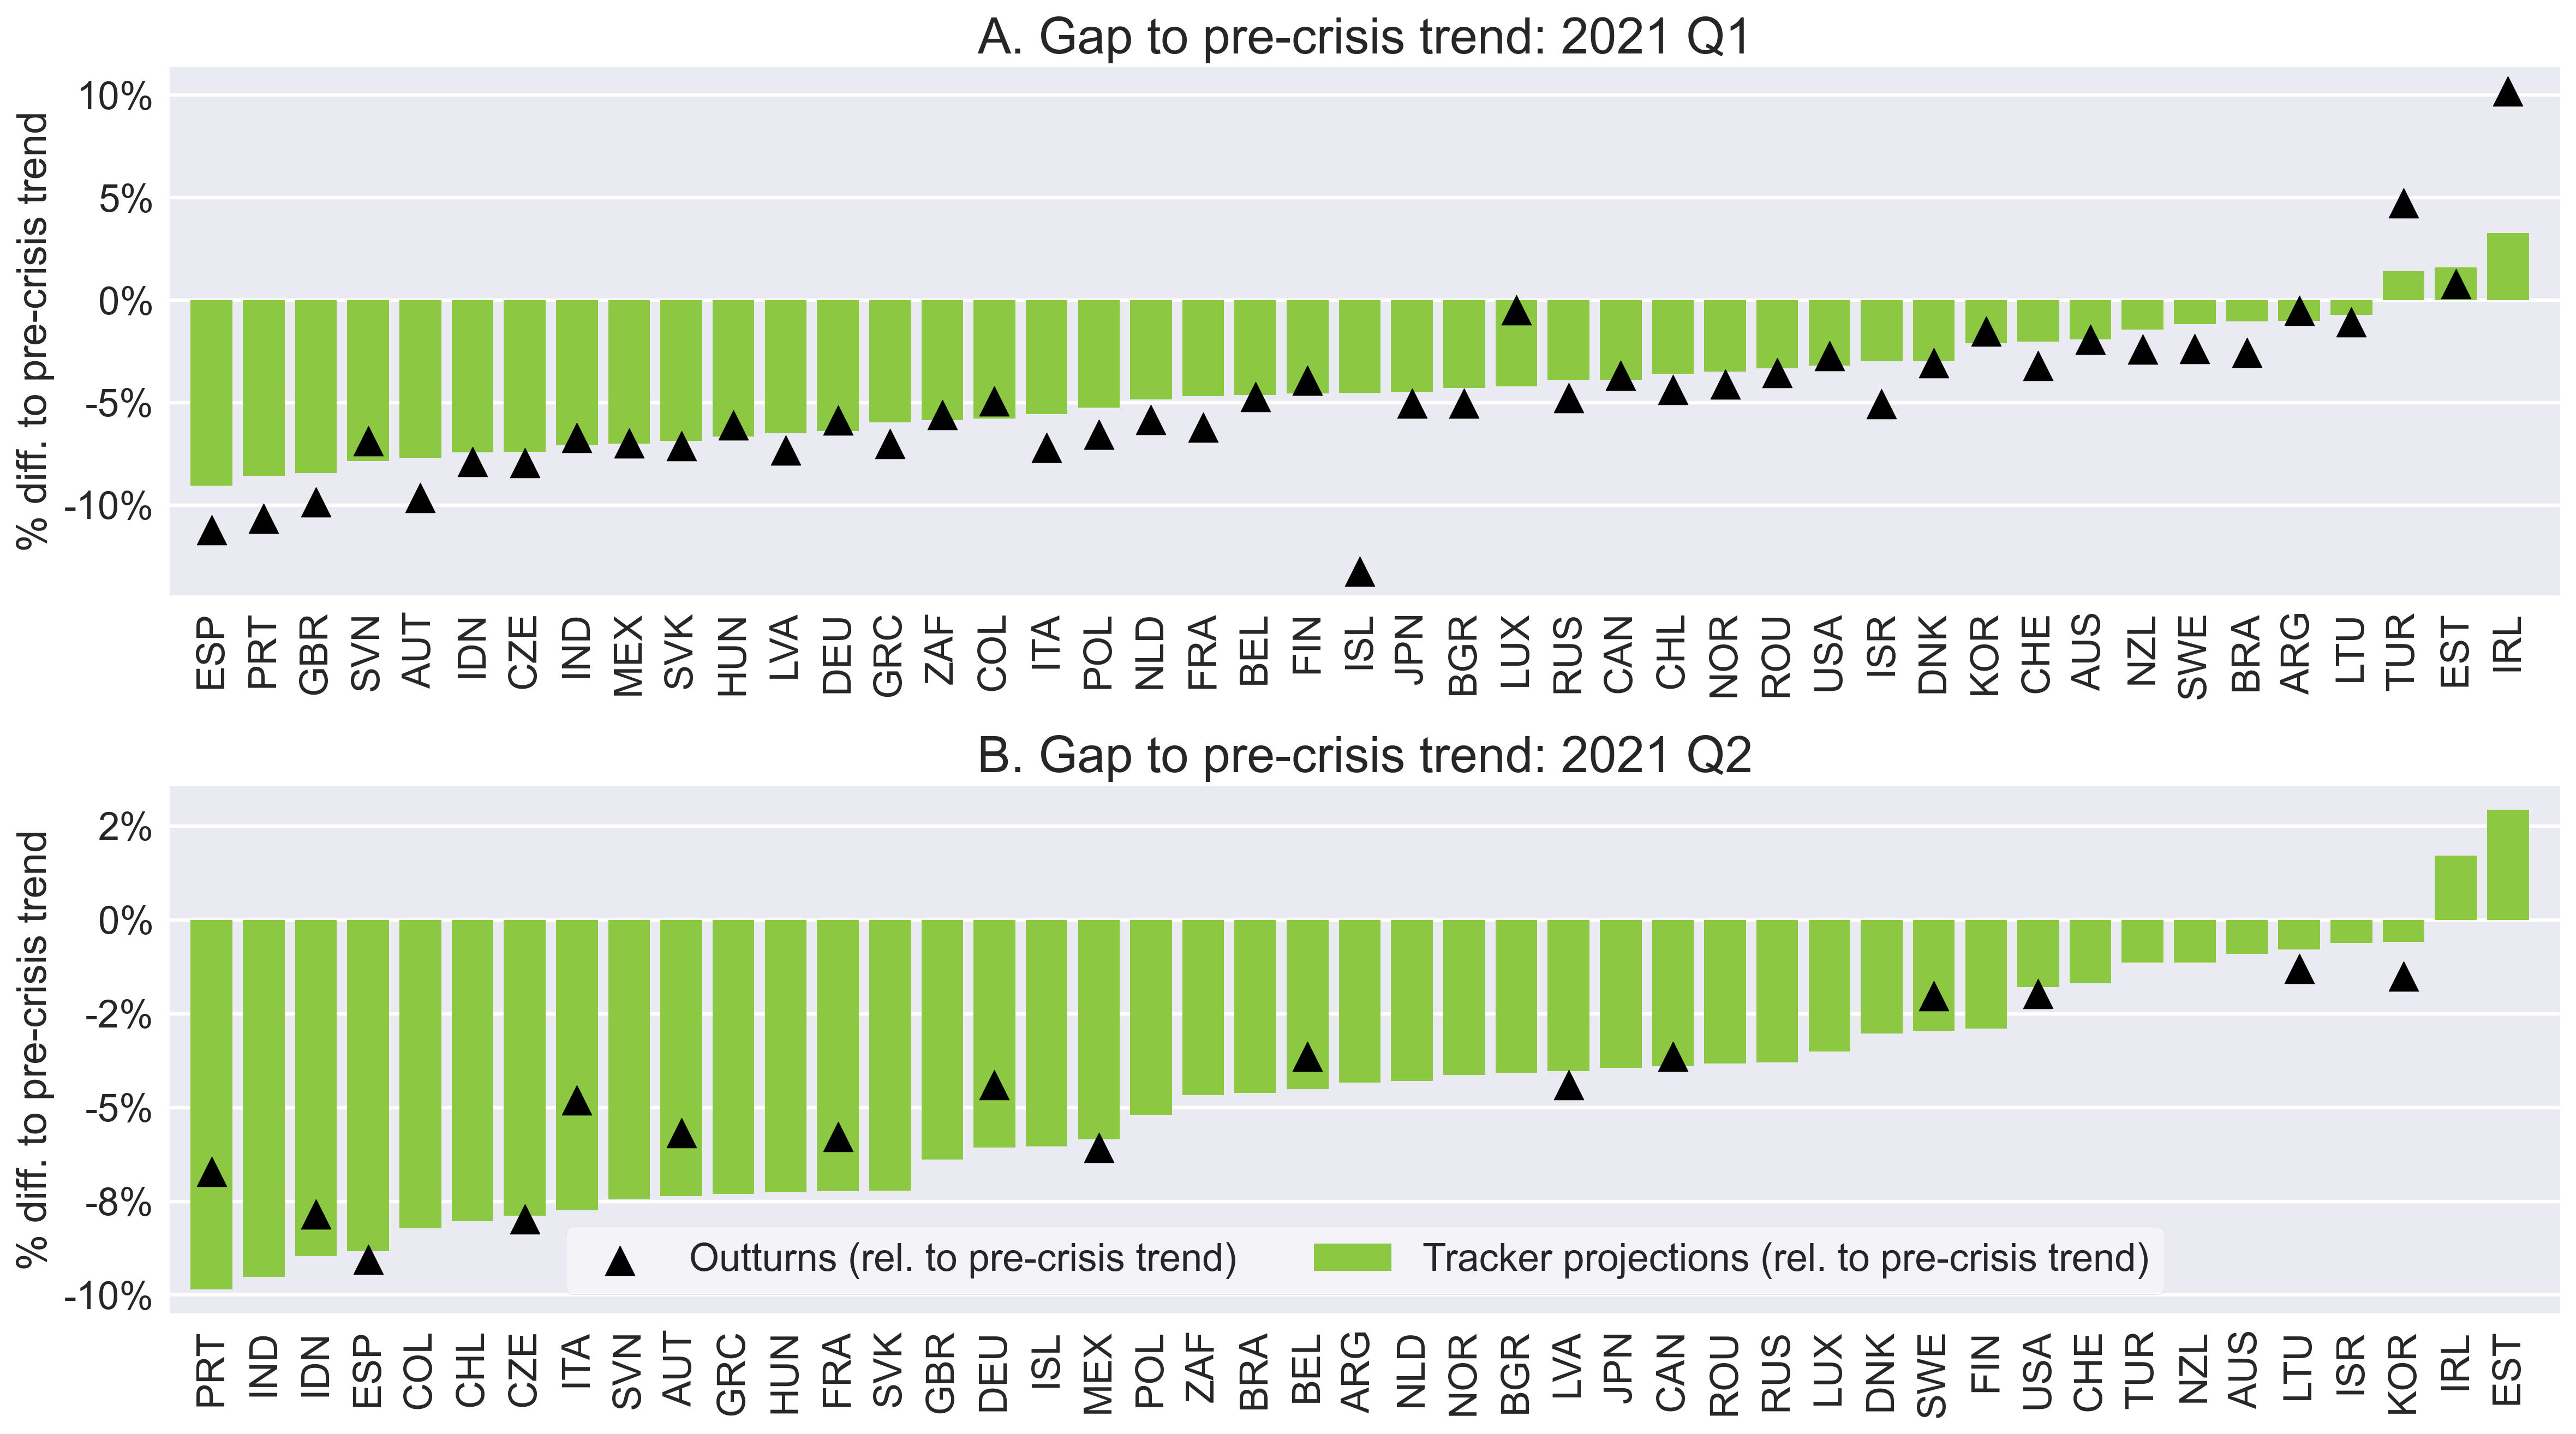 A. Gap to pre-crisis trend: 2021 Q1
% diff. to pre-crisis trend
10%
5%
0%
-5%
-10%
ESP PRT GBR SVN AUT IDN CZE IND MEX SVK HUN LVA DEU GRC ZAF COL ITA POL NLD FRA BEL FIN ISL JPN BGR LUX RUS CAN CHL NOR ROU USA ISR DNK KOR CHE AUS NZL SWE BRA ARG LTU TUR EST IRL
B. Gap to pre-crisis trend: 2021 Q2
% diff. to pre-crisis trend
2%
0%
-2%
-5%
-8%
-10%
Outturns (rel. to pre-crisis trend) Tracker projections (rel. to pre-crisis trend)
PRT IND IDN ESP COL CHL CZE ITA SVN AUT GRC HUN FRA SVK GBR DEU ISL MEX POL ZAF BRA BEL ARG NLD NOR BGR LVA JPN CAN ROU RUS LUX DNK SWE FIN USA CHE TUR NZL AUS LTU ISR KOR IRL EST